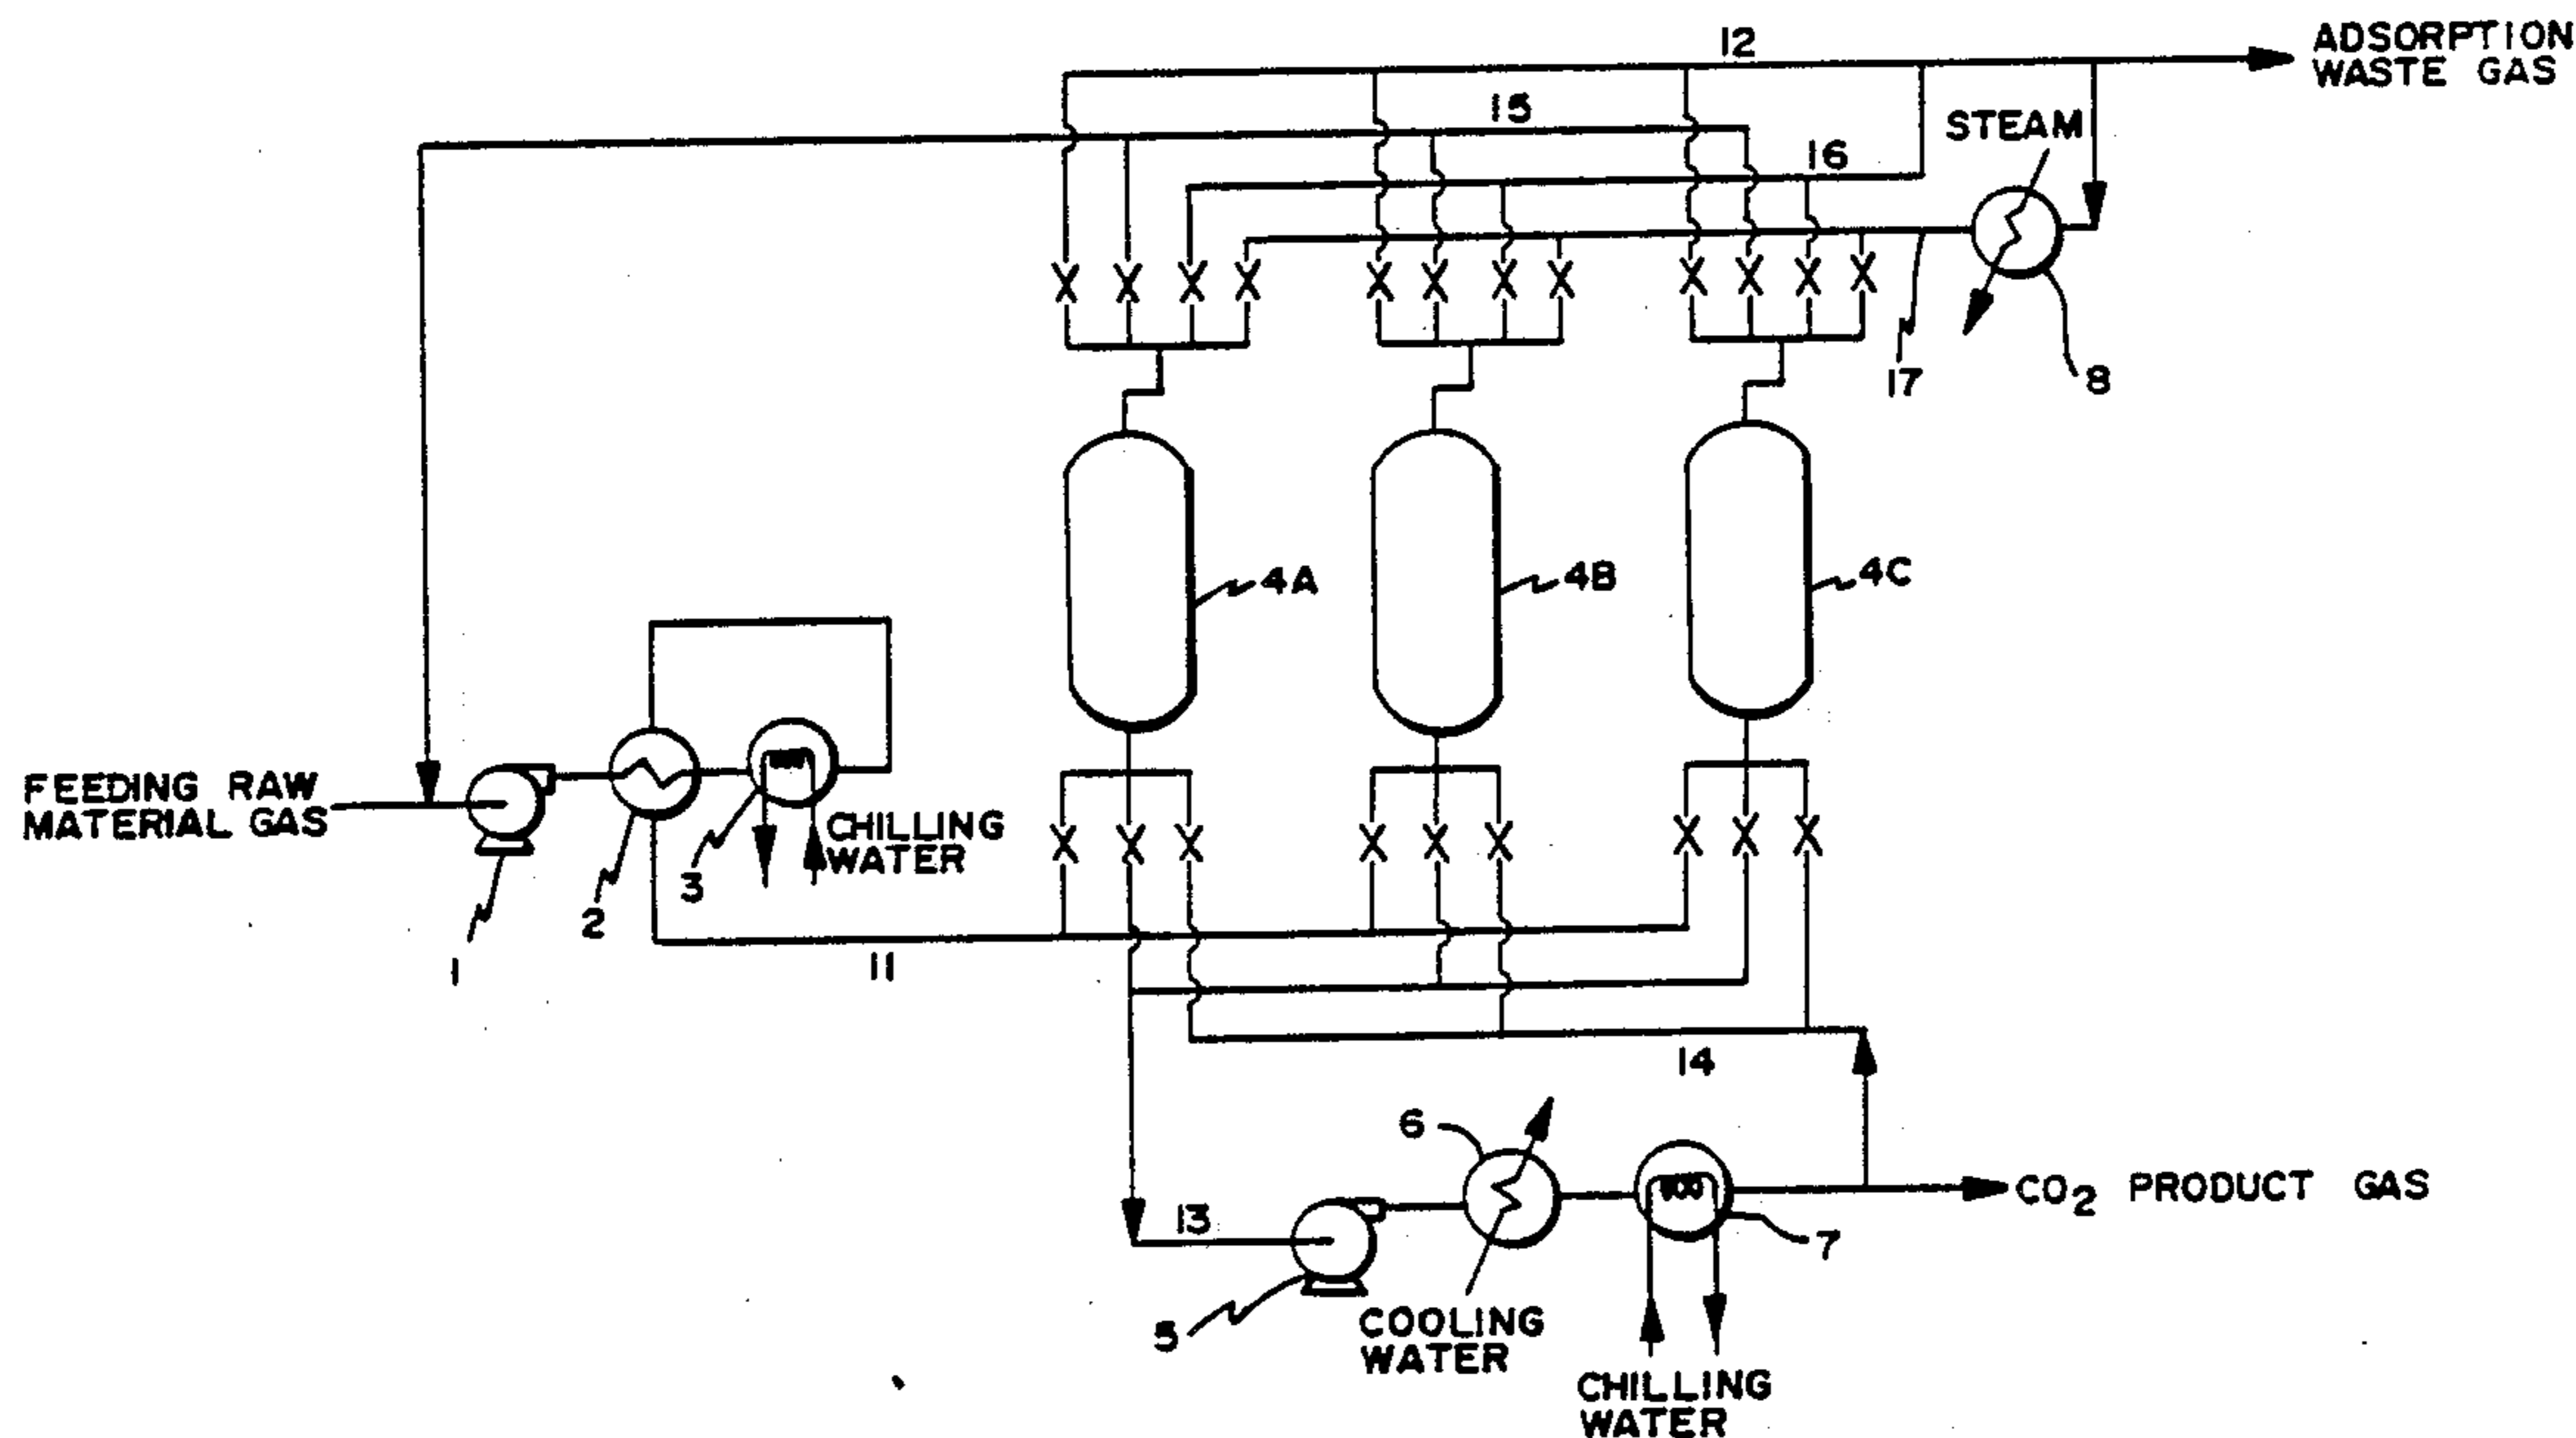 12
ADSORPTION
WASTE GAS
15
STEAM
16
17
8
4A
4B
4C
FEEDING RAW
MATERIAL GAS
CHILLING
WATER
3
2
1
11
14
6
CO2 PRODUCT GAS
13
7
5
COOLING
WATER
CHILLING
WATER